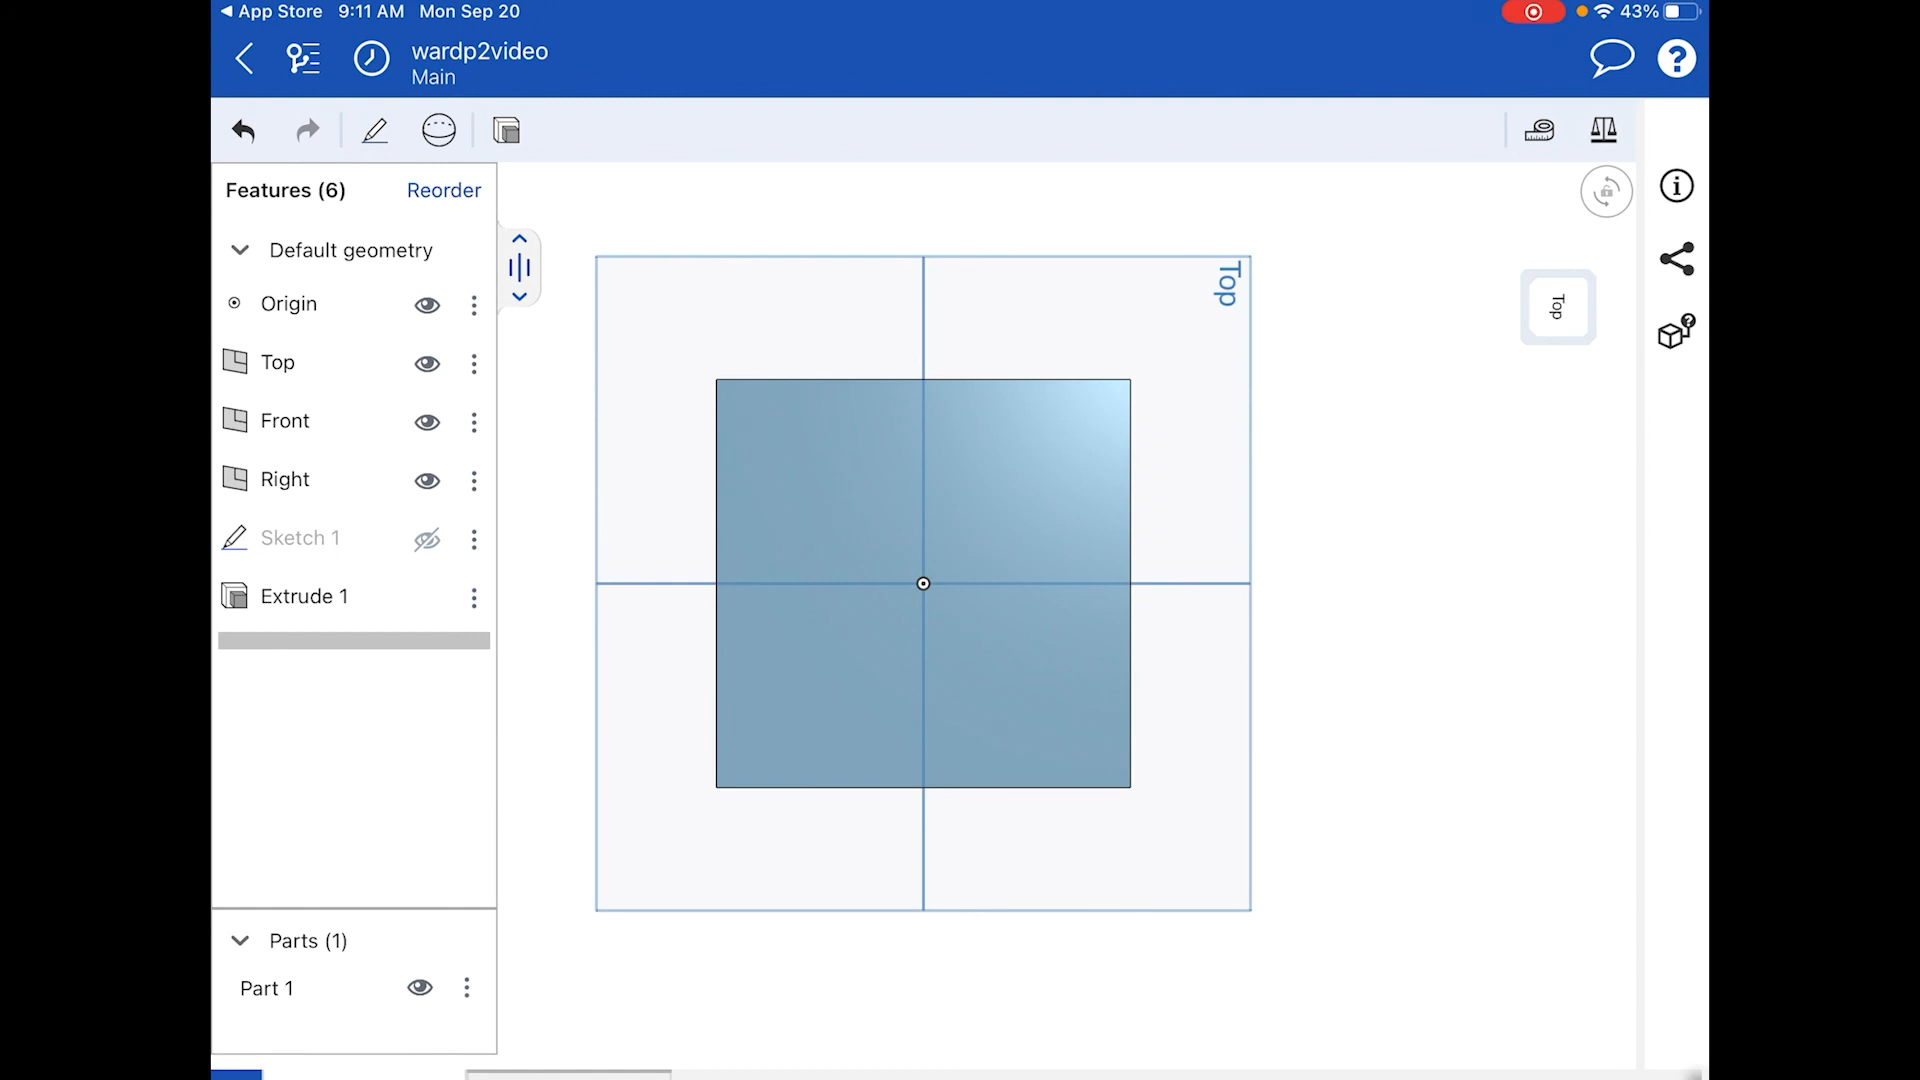 App Store 9:11 AM Mon Sep 20
43%
wardp2video
Main
Features (6) Reorder
Default geometry
Origin
Top
Front
Right
Sketch 1
Extrude 1
Parts (1)
Part 1
Top
Top